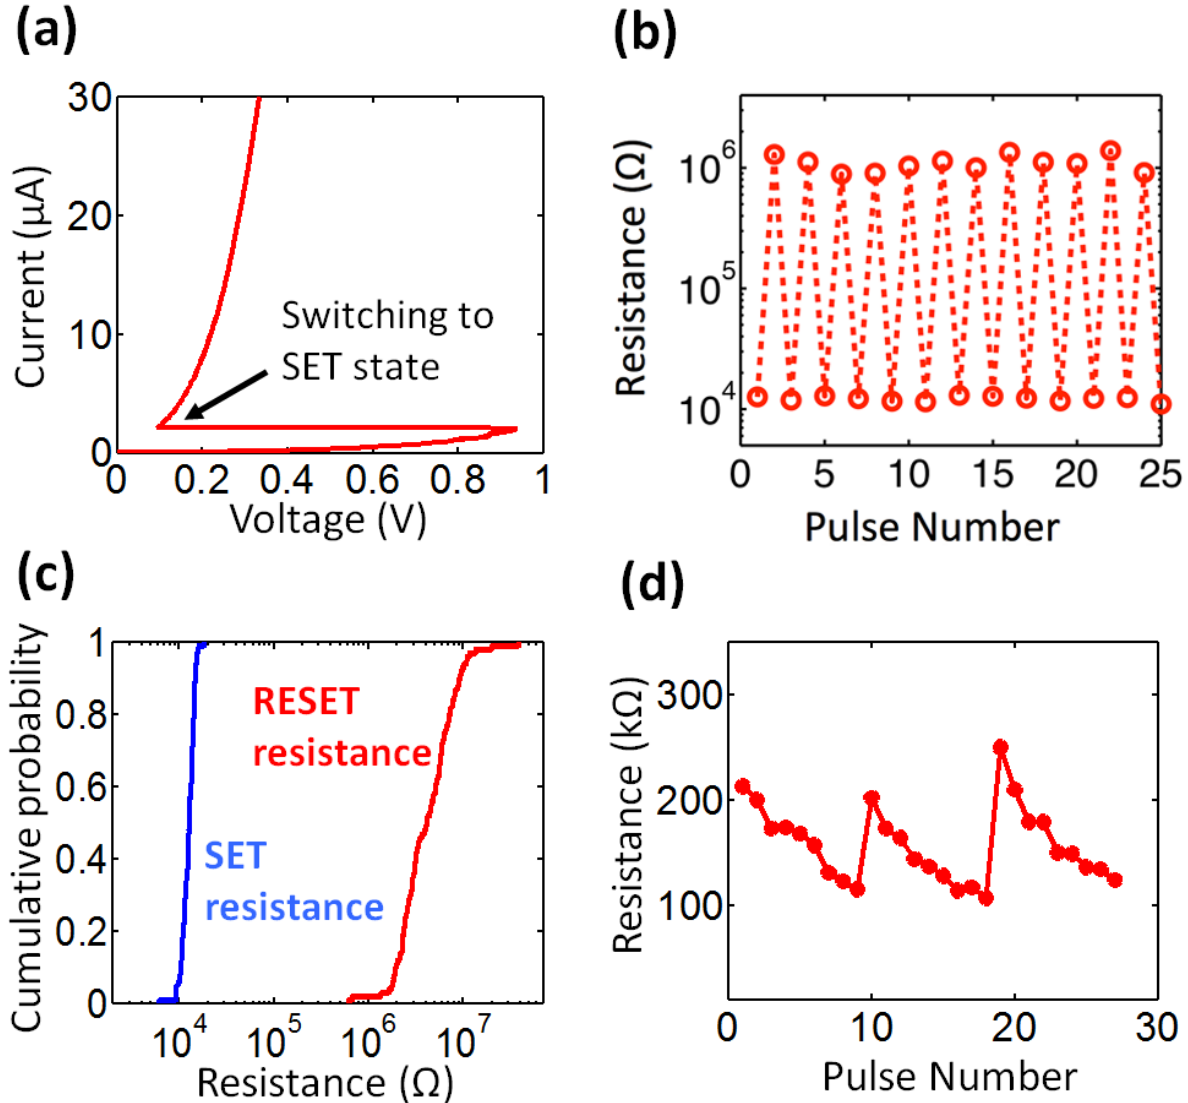 (a)
30
20
10
0
Current (µA)
Switching to
SET state
0 0.2 0.4 0.6 0.8 1
Voltage (V)
(b)
10^6
10^5
10^4
Resistance (Ω)
0 5 10 15 20 25
Pulse Number
(c)
1
0.8
0.6
0.4
0.2
0
Cumulative probability
RESET
resistance
SET
resistance
10^4 10^5 10^6 10^7
Resistance (Ω)
(d)
300
200
100
Resistance (kΩ)
0 10 20 30
Pulse Number